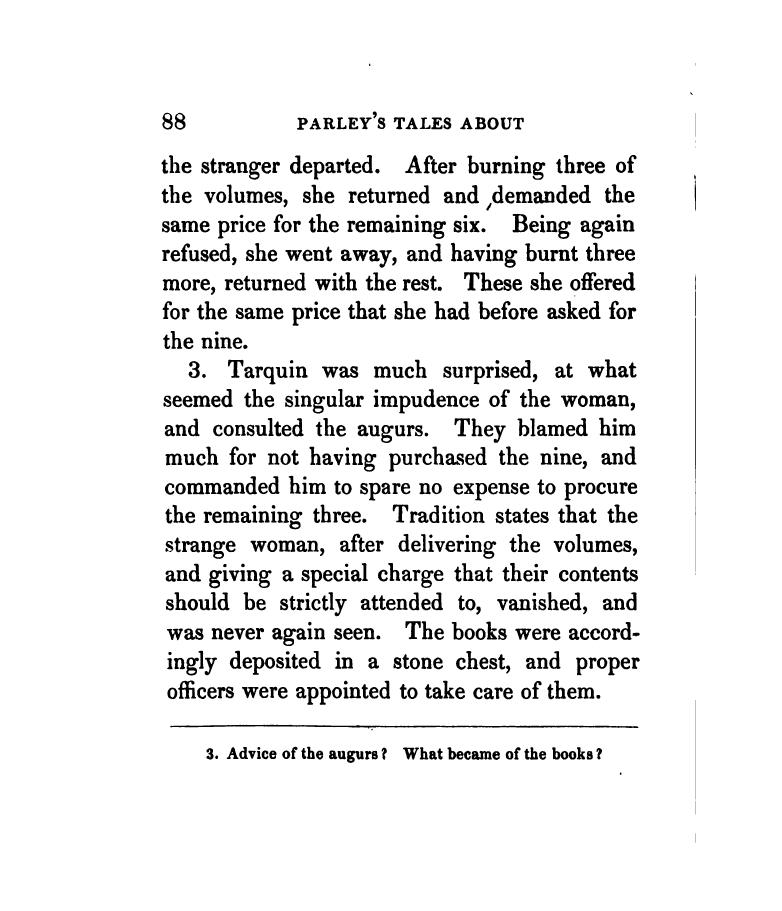 88 PARLEY'S TALES ABOUT
the stranger departed. After burning three of
the volumes, she returned and demanded the
same price for the remaining six. Being again
refused, she went away, and having burnt three
more, returned with the rest. These she offered
for the same price that she had before asked for
the nine.
3. Tarquin was much surprised, at what
seemed the singular impudence of the woman,
and consulted the augurs. They blamed him
much for not having purchased the nine, and
commanded him to spare no expense to procure
the remaining three. Tradition states that the
strange woman, after delivering the volumes,
and giving a special charge that their contents
should be strictly attended to, vanished, and
was never again seen. The books were accord-
ingly deposited in a stone chest, and proper
officers were appointed to take care of them.
3. Advice of the augurs? What became of the books?